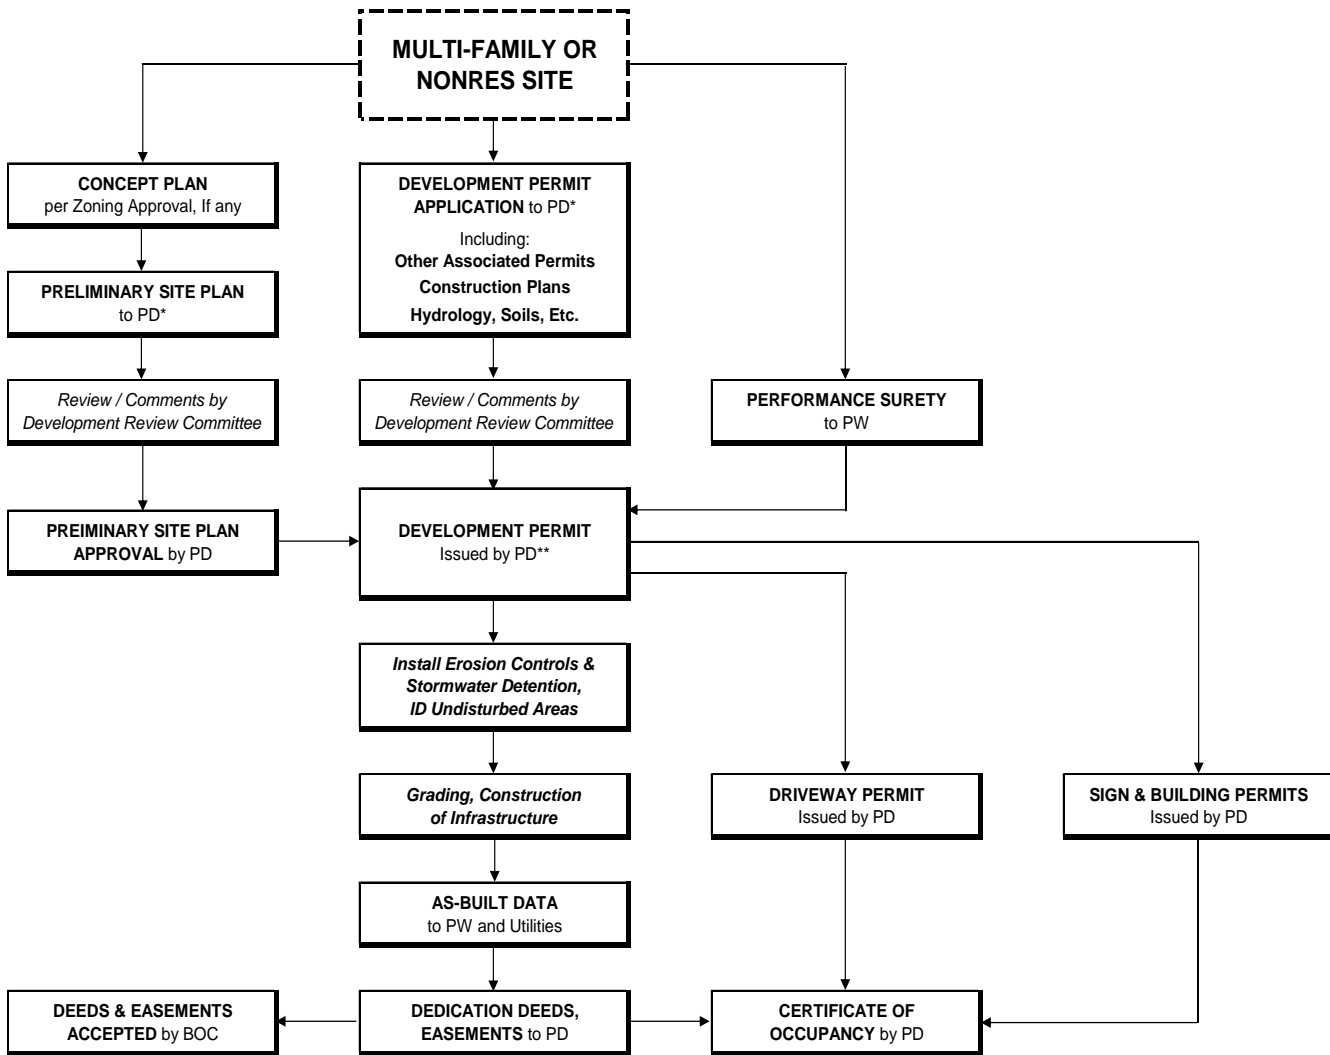 MULTI-FAMILY OR
NONRES SITE
CONCEPT PLAN
per Zoning Approval, If any
DEVELOPMENT PERMIT
APPLICATION to PD*
Including:
Other Associated Permits
Construction Plans
Hydrology, Soils, Etc.
PRELIMINARY SITE PLAN
to PD*
Review / Comments by
Development Review Committee
Review / Comments by
Development Review Committee
PERFORMANCE SURETY
to PW
PREIMINARY SITE PLAN
APPROVAL by PD
DEVELOPMENT PERMIT
Issued by PD**
Install Erosion Controls &
Stormwater Detention,
ID Undisturbed Areas
Grading, Construction
of Infrastructure
DRIVEWAY PERMIT
Issued by PD
SIGN & BUILDING PERMITS
Issued by PD
AS-BUILT DATA
to PW and Utilities
DEEDS & EASEMENTS
ACCEPTED by BOC
DEDICATION DEEDS,
EASEMENTS to PD
CERTIFICATE OF
OCCUPANCY by PD